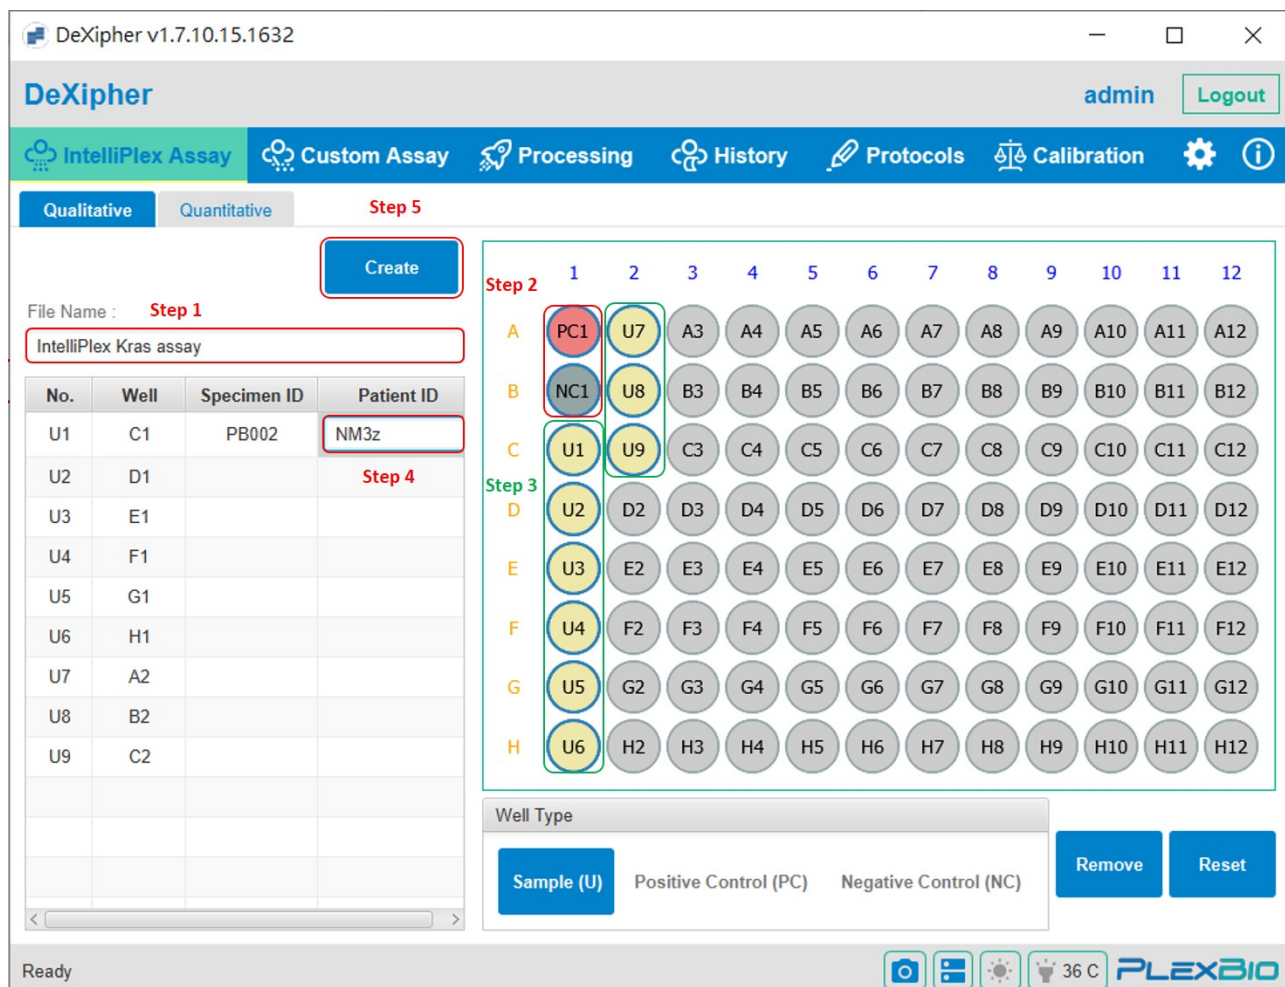 DeXipher v1.7.10.15.1632
DeXipher
admin
Logout
IntelliPlex Assay
Custom Assay
Processing
History
Protocols
Calibration
Qualitative
Quantitative
Step 5
Create
File Name :
Step 1
IntelliPlex Kras assay
No. Well Specimen ID Patient ID
U1 C1 PB002 NM3z
U2 D1
Step 4
U3 E1
U4 F1
U5 G1
U6 H1
U7 A2
U8 B2
U9 C2
Step 2
1 2 3 4 5 6 7 8 9 10 11 12
A PC1 U7 A3 A4 A5 A6 A7 A8 A9 A10 A11 A12
B NC1 U8 B3 B4 B5 B6 B7 B8 B9 B10 B11 B12
C U1 U9 C3 C4 C5 C6 C7 C8 C9 C10 C11 C12
Step 3
D U2 D2 D3 D4 D5 D6 D7 D8 D9 D10 D11 D12
E U3 E2 E3 E4 E5 E6 E7 E8 E9 E10 E11 E12
F U4 F2 F3 F4 F5 F6 F7 F8 F9 F10 F11 F12
G U5 G2 G3 G4 G5 G6 G7 G8 G9 G10 G11 G12
H U6 H2 H3 H4 H5 H6 H7 H8 H9 H10 H11 H12
Well Type
Sample (U)
Positive Control (PC)
Negative Control (NC)
Remove
Reset
Ready
36 C
PLEXBIO